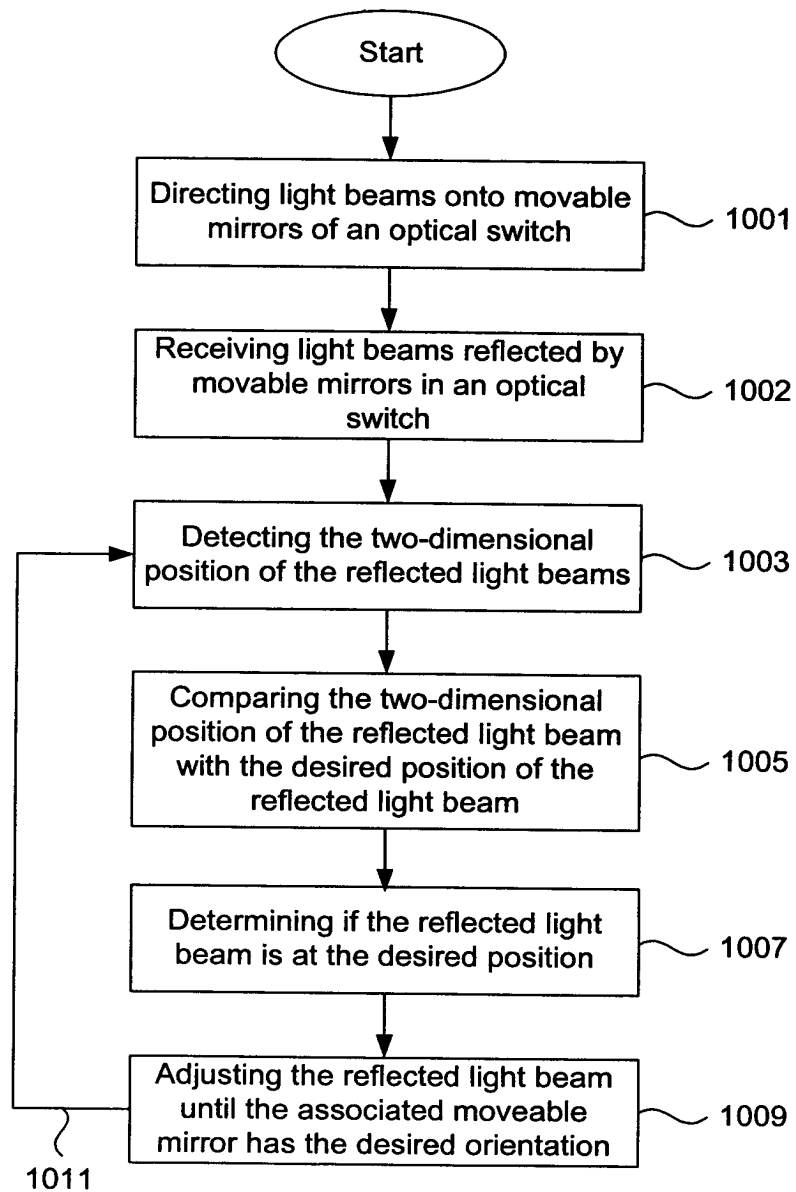 Start
Directing light beams onto movable
mirrors of an optical switch
1001
Receiving light beams reflected by
movable mirrors in an optical
switch
1002
Detecting the two-dimensional
position of the reflected light beams
1003
Comparing the two-dimensional
position of the reflected light beam
with the desired position of the
reflected light beam
1005
Determining if the reflected light
beam is at the desired position
1007
Adjusting the reflected light beam
until the associated moveable
mirror has the desired orientation
1009
1011